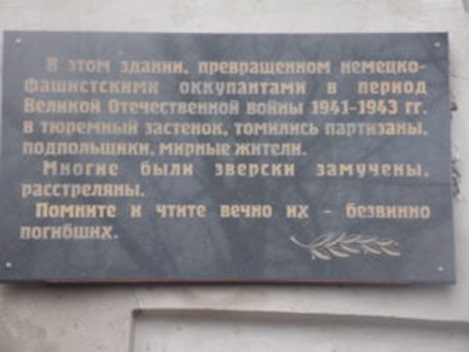 В этом здании, превращенном немецко-
фашистскими оккупантами в период
Великой Отечественной войны 1941-1943 гг.
в тюремный застенок, томились партизаны,
подпольщики, мирные жители.
Многие были зверски замучены,
расстреляны.
Помните и чтите вечно их - безвинно
погибших.